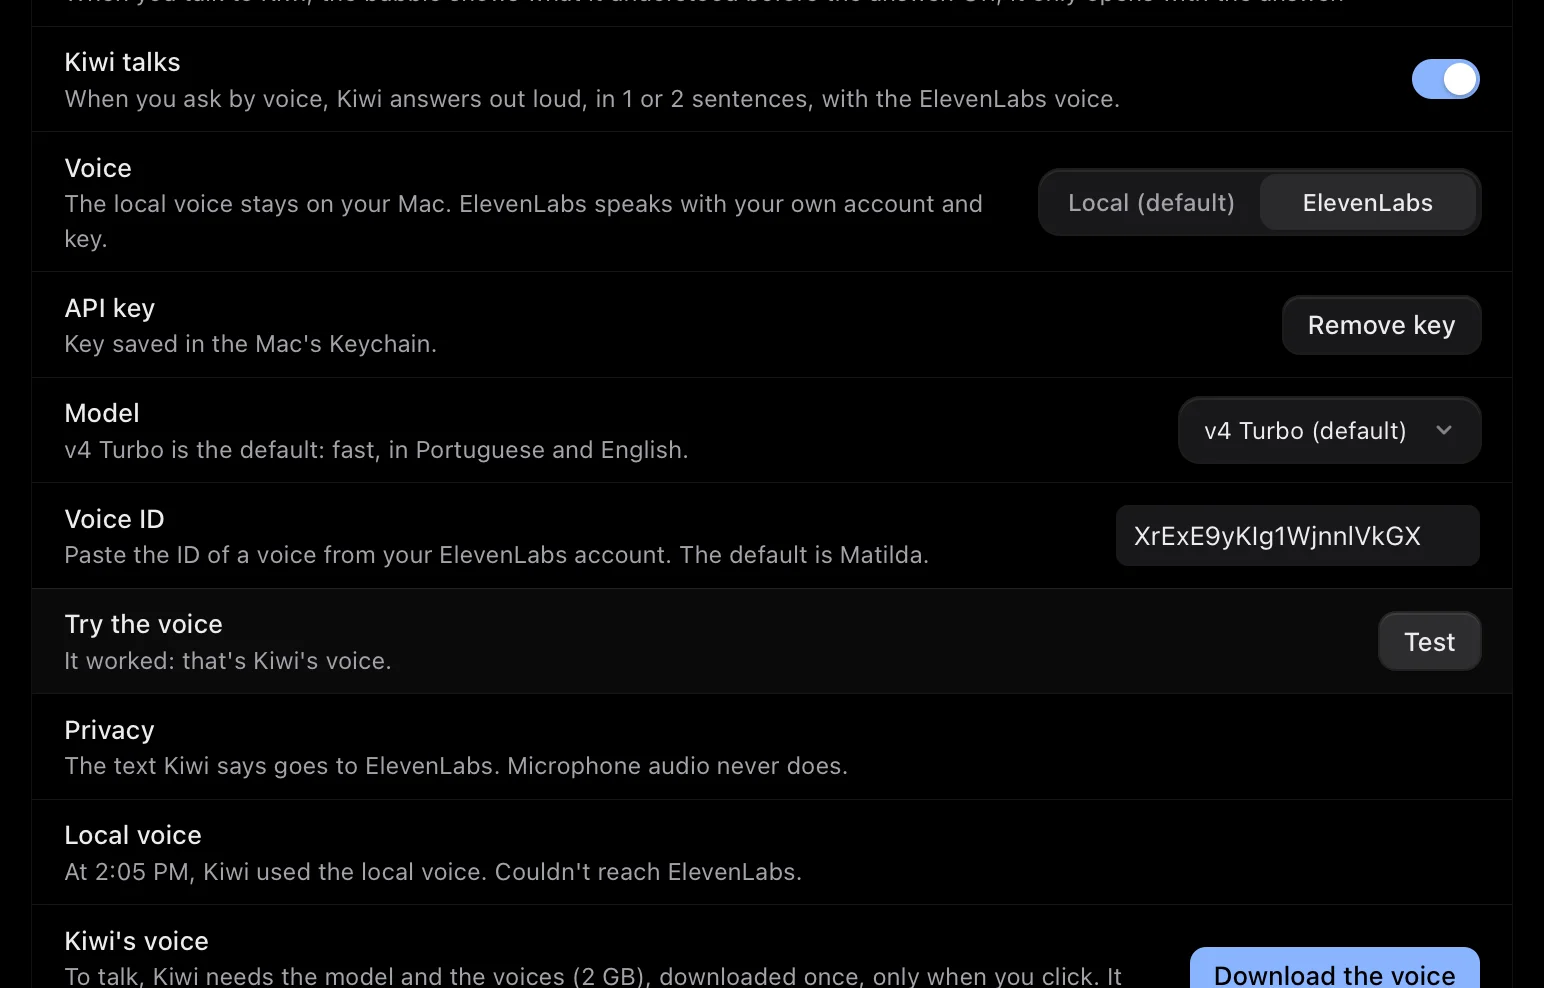 Kiwi talks
When you ask by voice, Kiwi answers out loud, in 1 or 2 sentences, with the ElevenLabs voice.
Voice
The local voice stays on your Mac. ElevenLabs speaks with your own account and
key.
Local (default)
ElevenLabs
API key
Key saved in the Mac's Keychain.
Remove key
Model
v4 Turbo is the default: fast, in Portuguese and English.
v4 Turbo (default)
Voice ID
Paste the ID of a voice from your ElevenLabs account. The default is Matilda.
XrExE9yKIg1WjnnlVkGX
Try the voice
It worked: that's Kiwi's voice.
Test
Privacy
The text Kiwi says goes to ElevenLabs. Microphone audio never does.
Local voice
At 2:05 PM, Kiwi used the local voice. Couldn't reach ElevenLabs.
Kiwi's voice
To talk, Kiwi needs the model and the voices (2 GB), downloaded once, only when you click. It
Download the voice